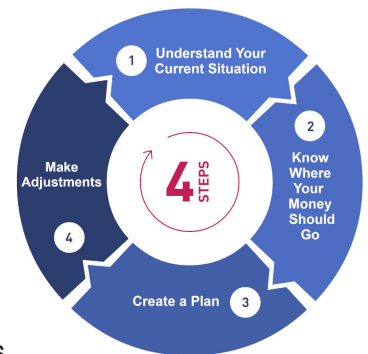 1
Understand Your
Current Situation
2
Know
Where
Your
Money
Should
Go
3
Create a Plan
4
Make
Adjustments
4
STEPS